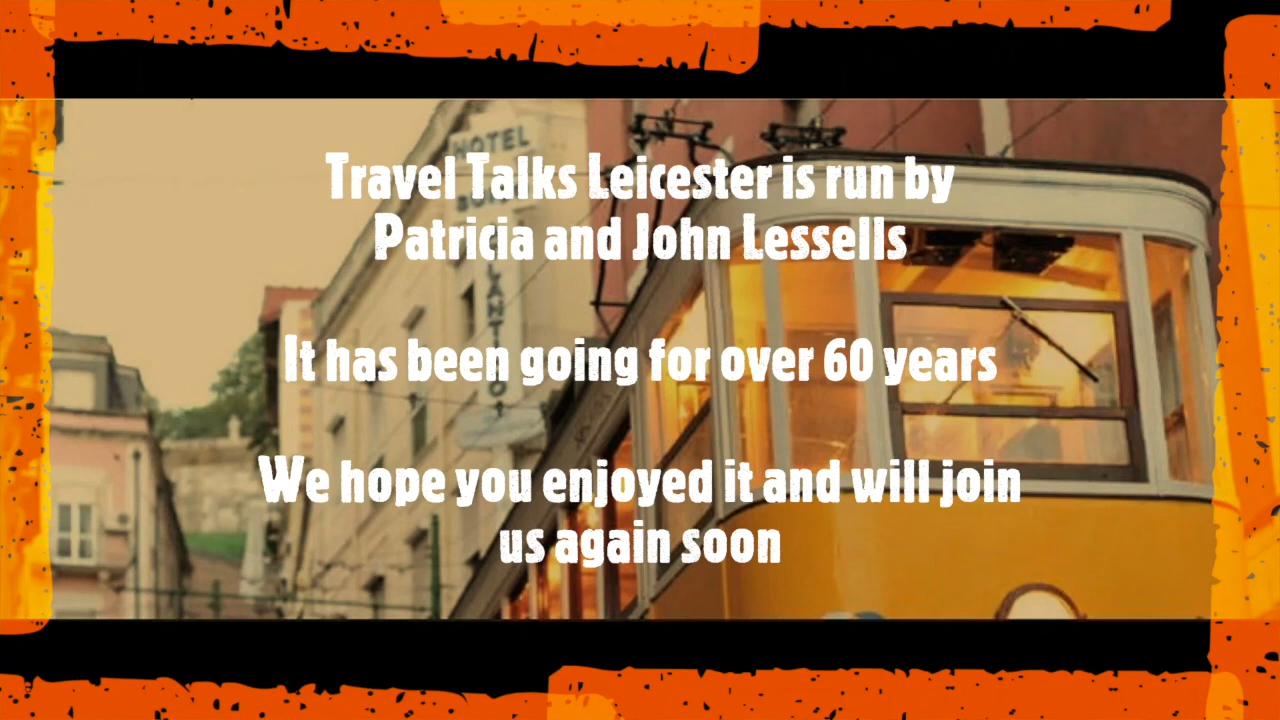 HOTEL
Travel Talks Leicester is run by
Patricia and John Lessells
It has been going for over 60 years
We hope you enjoyed it and will join
us again soon